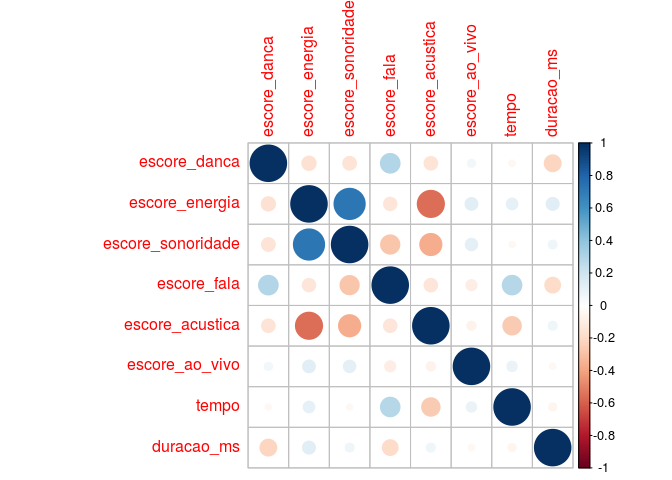 escore_danca
escore_energia
escore_sonoridade
escore_fala
escore_acustica
escore_ao_vivo
tempo
duracao_ms
escore_danca
escore_energia
escore_sonoridade
escore_fala
escore_acustica
escore_ao_vivo
tempo
duracao_ms
1
0.8
0.6
0.4
0.2
0
-0.2
-0.4
-0.6
-0.8
-1